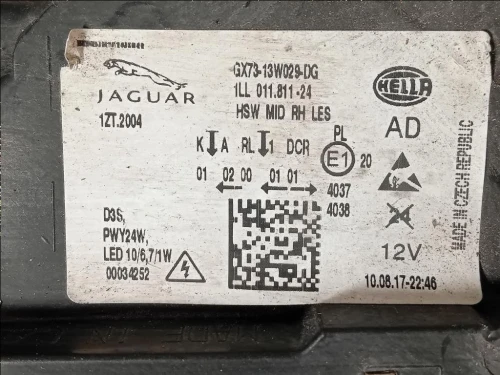 JAGUAR
1ZT.2004
GX73-13W029-DG
1LL 011.811-24
HSW MID RH LES
HELLA
K A RL 1 DCR
PL
E1 20
01 02 00 01 01
4037
4038
AD
24
12V
D3S,
PWY24W,
LED 10/6,7/1W
00034252
10.08.17-22:46
MADE IN CZECH REPUBLIC